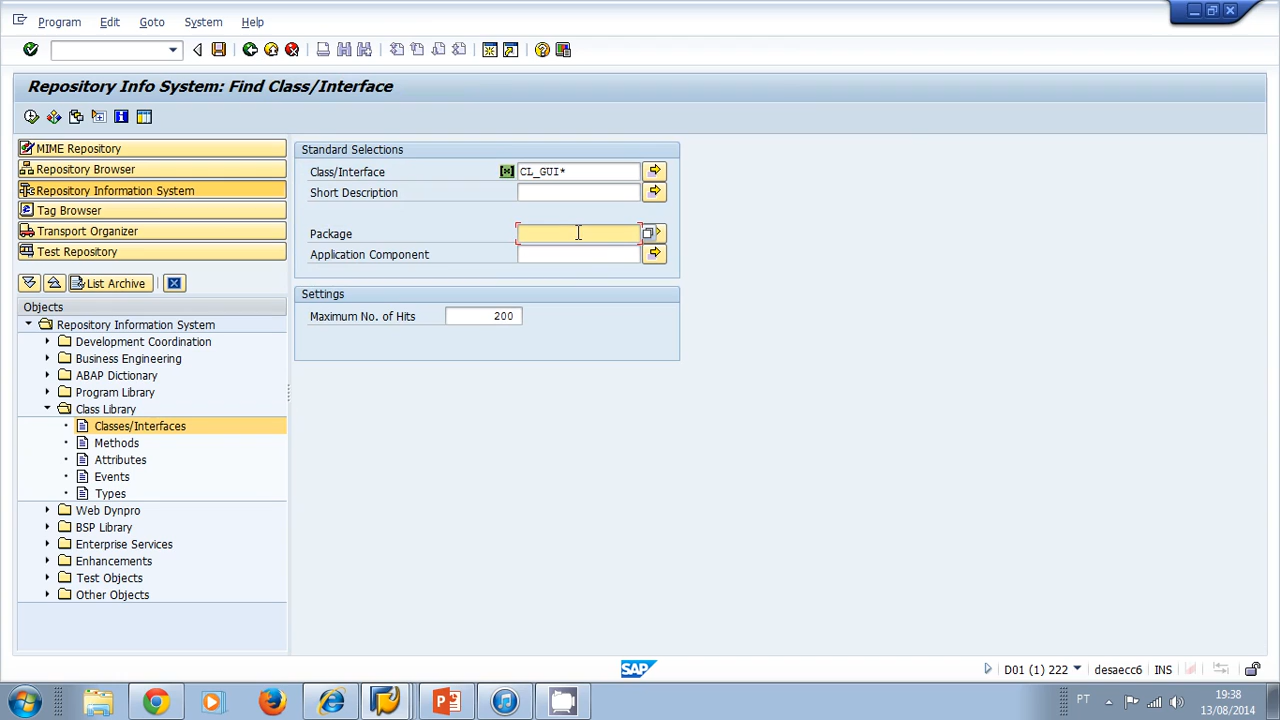 Program Edit Goto System Help
Repository Info System: Find Class/Interface
MIME Repository
Repository Browser
Repository Information System
Tag Browser
Transport Organizer
Test Repository
List Archive
Objects
Repository Information System
Development Coordination
Business Engineering
ABAP Dictionary
Program Library
Class Library
Classes/Interfaces
Methods
Attributes
Events
Types
Web Dynpro
BSP Library
Enterprise Services
Enhancements
Test Objects
Other Objects
Standard Selections
Class/Interface CL_GUI*
Short Description
Package
Application Component
Settings
Maximum No. of Hits 200
SAP
D01 (1) 222 desaecc6 INS
PT
19:38
13/08/2014